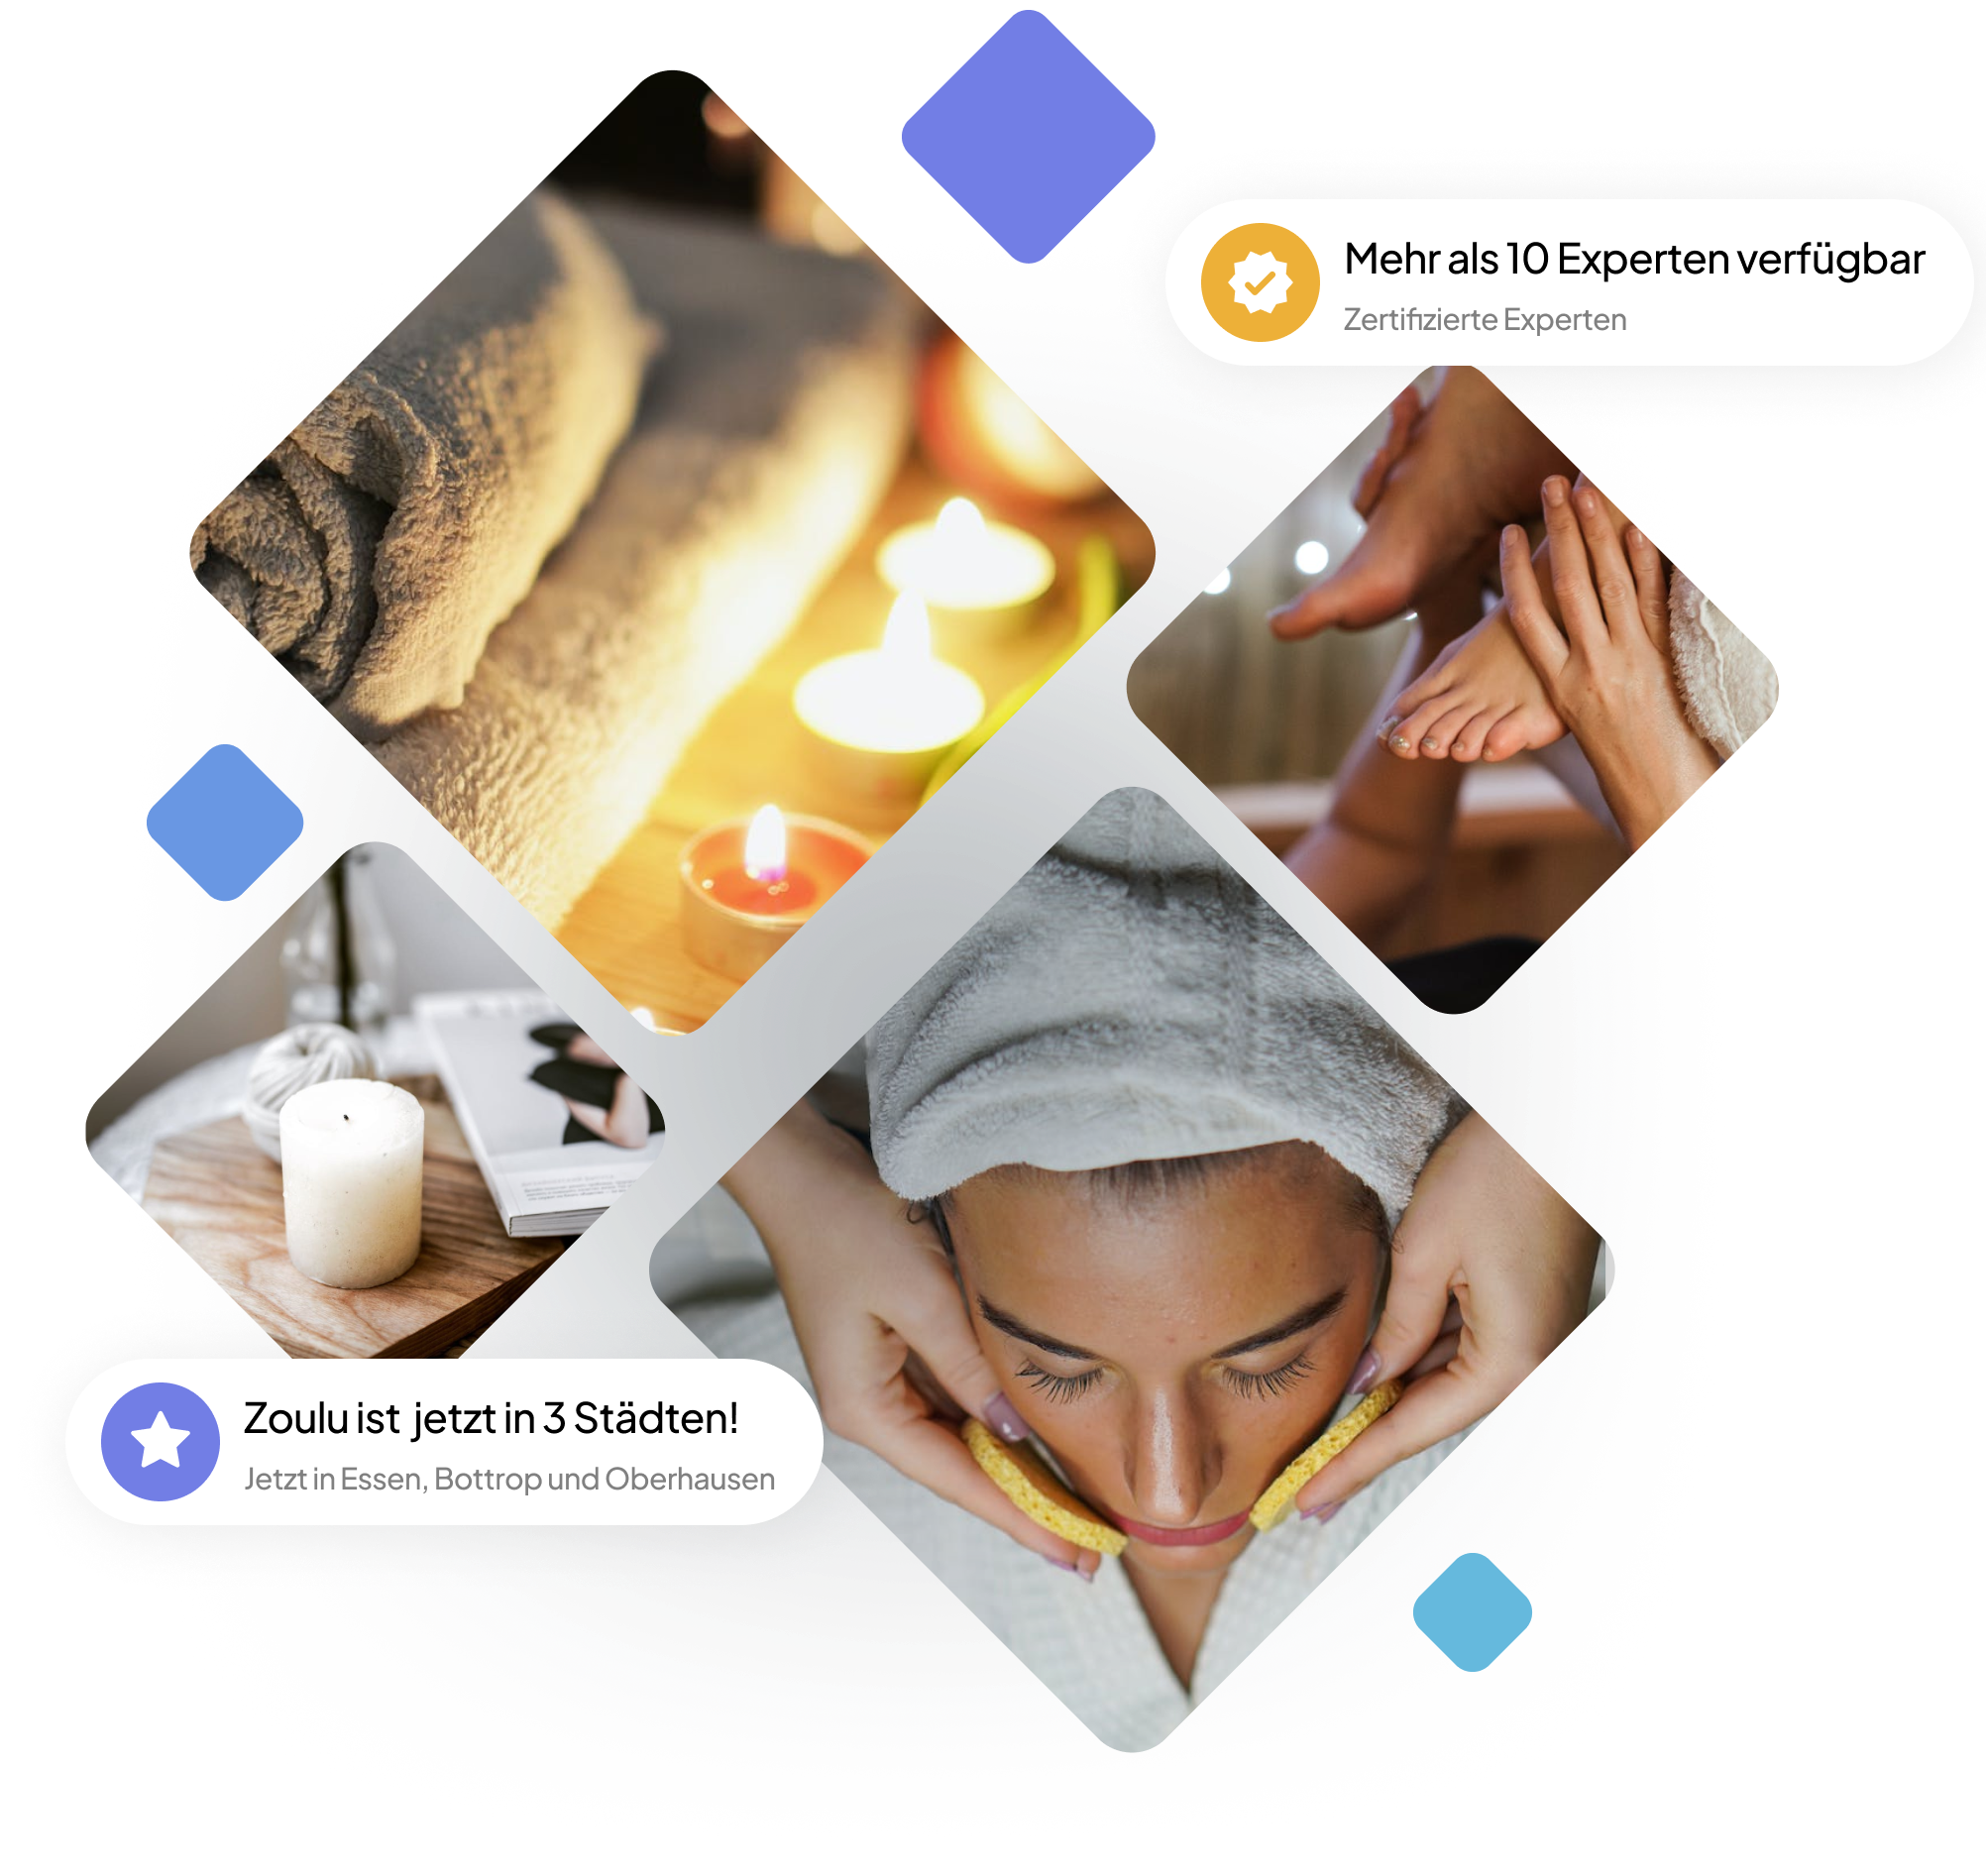 Mehr als 10 Experten verfügbar
Zertifizierte Experten
Zoulu ist jetzt in 3 Städten!
Jetzt in Essen, Bottrop und Oberhausen